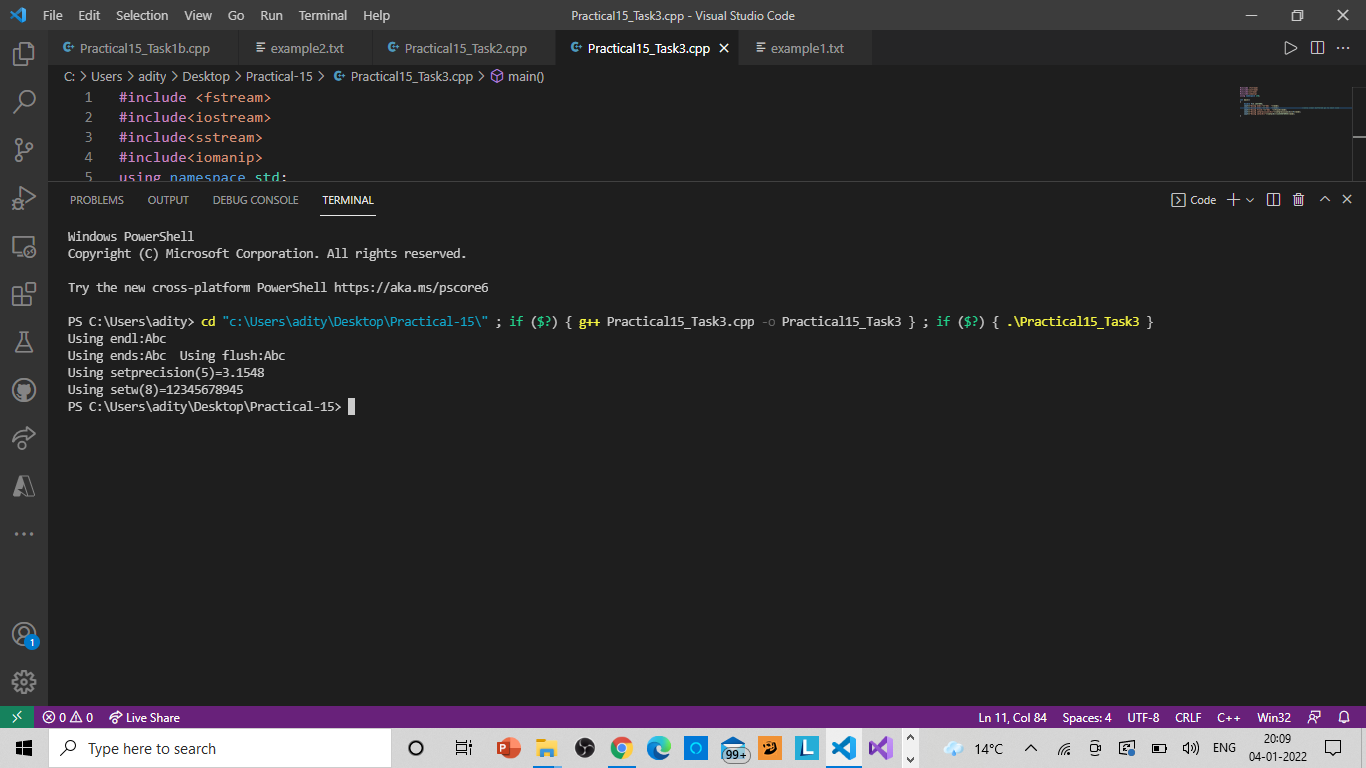 File Edit Selection View Go Run Terminal Help Practical15_Task3.cpp - Visual Studio Code
Practical15_Task1b.cpp example2.txt Practical15_Task2.cpp Practical15_Task3.cpp example1.txt
C: > Users > adity > Desktop > Practical-15 > Practical15_Task3.cpp > main()
1 #include <fstream>
2 #include<iostream>
3 #include<sstream>
4 #include<iomanip>
5 using namespace std;
PROBLEMS OUTPUT DEBUG CONSOLE TERMINAL Code
Windows PowerShell
Copyright (C) Microsoft Corporation. All rights reserved.
Try the new cross-platform PowerShell https://aka.ms/pscore6
PS C:\Users\adity> cd "c:\Users\adity\Desktop\Practical-15\" ; if ($?) { g++ Practical15_Task3.cpp -o Practical15_Task3 } ; if ($?) { .\Practical15_Task3 }
Using endl:Abc
Using ends:Abc  Using flush:Abc
Using setprecision(5)=3.1548
Using setw(8)=12345678945
PS C:\Users\adity\Desktop\Practical-15>
1
0 0 Live Share Ln 11, Col 84 Spaces: 4 UTF-8 CRLF C++ Win32
Type here to search 99+ L 14°C ENG 20:09
04-01-2022